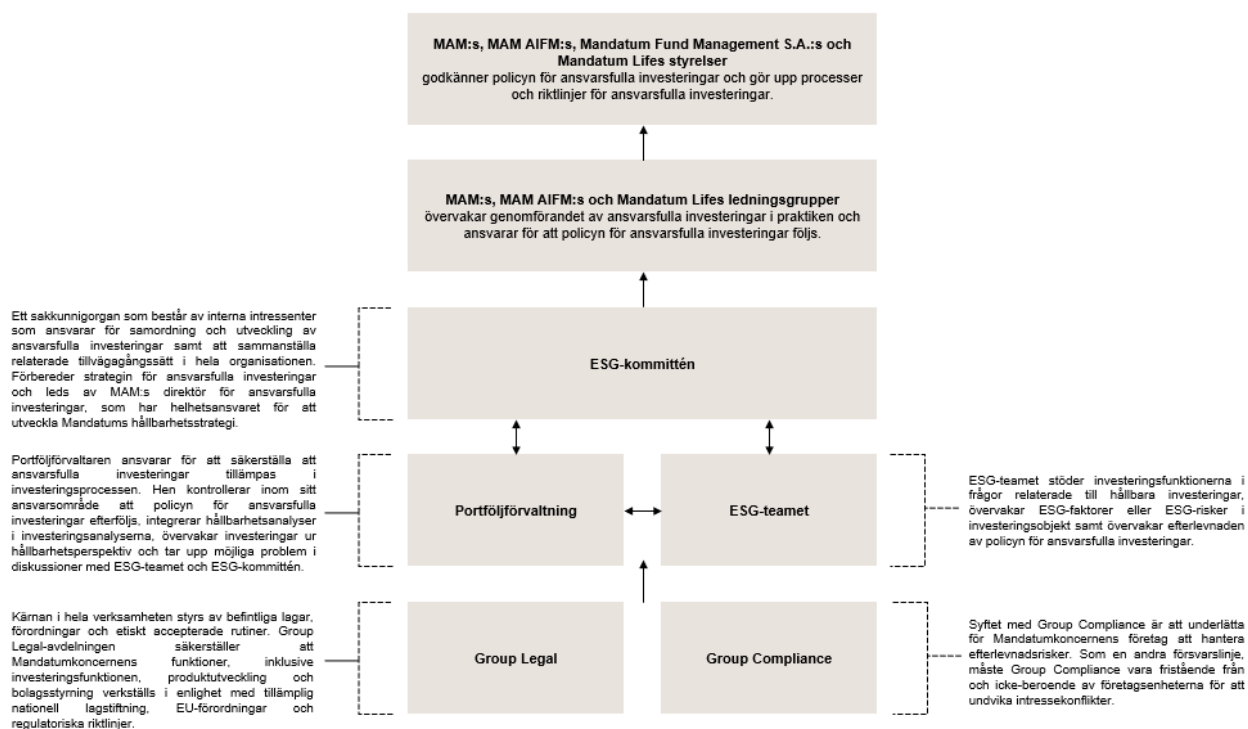 MAM:s, MAM AIFM:s, Mandatum Fund Management S.A.:s och
Mandatum Lifes styrelser
godkänner policyn för ansvarsfulla investeringar och gör upp processer
och riktlinjer för ansvarsfulla investeringar.
MAM:s, MAM AIFM:s och Mandatum Lifes ledningsgrupper
övervakar genomförandet av ansvarsfulla investeringar i praktiken och
ansvarar för att policyn för ansvarsfulla investeringar följs.
Ett sakkunnigorgan som består av interna intressenter
som ansvarar för samordning och utveckling av
ansvarsfulla investeringar samt att sammanställa
relaterade tillvägagångssätt i hela organisationen.
Förbereder strategin för ansvarsfulla investeringar
och leds av MAM:s direktör för ansvarsfulla
investeringar, som har helhetsansvaret för att
utveckla Mandatums hållbarhetsstrategi.
ESG-kommittén
Portföljförvaltaren ansvarar för att säkerställa att
ansvarsfulla investeringar tillämpas i
investeringsprocessen. Hen kontrollerar inom sitt
ansvarsområde att policyn för ansvarsfulla
investeringar efterföljs, integrerar hållbarhetsanalyser
i investeringsanalyserna, övervakar investeringar ur
hållbarhetsperspektiv och tar upp möjliga problem i
diskussioner med ESG-teamet och ESG-kommittén.
Portföljförvaltning
ESG-teamet
ESG-teamet stöder investeringsfunktionerna i
frågor relaterade till hållbara investeringar,
övervakar ESG-faktorer eller ESG-risker i
investeringsobjekt samt övervakar efterlevnaden
av policyn för ansvarsfulla investeringar.
Kärnan i hela verksamheten styrs av befintliga lagar,
förordningar och etiskt accepterade rutiner. Group
Legal-avdelningen säkerställer att
Mandatumkoncernens funktioner, inklusive
investeringsfunktionen, produktutveckling och
bolagsstyrning verkställs i enlighet med tillämplig
nationell lagstiftning, EU-förordningar och
regulatoriska riktlinjer.
Group Legal
Group Compliance
Syftet med Group Compliance är att underlätta
för Mandatumkoncernens företag att hantera
efterlevnadsrisker. Som en andra försvarslinje,
måste Group Compliance vara fristående från
och icke-beroende av företagsenheterna för att
undvika intressekonflikter.